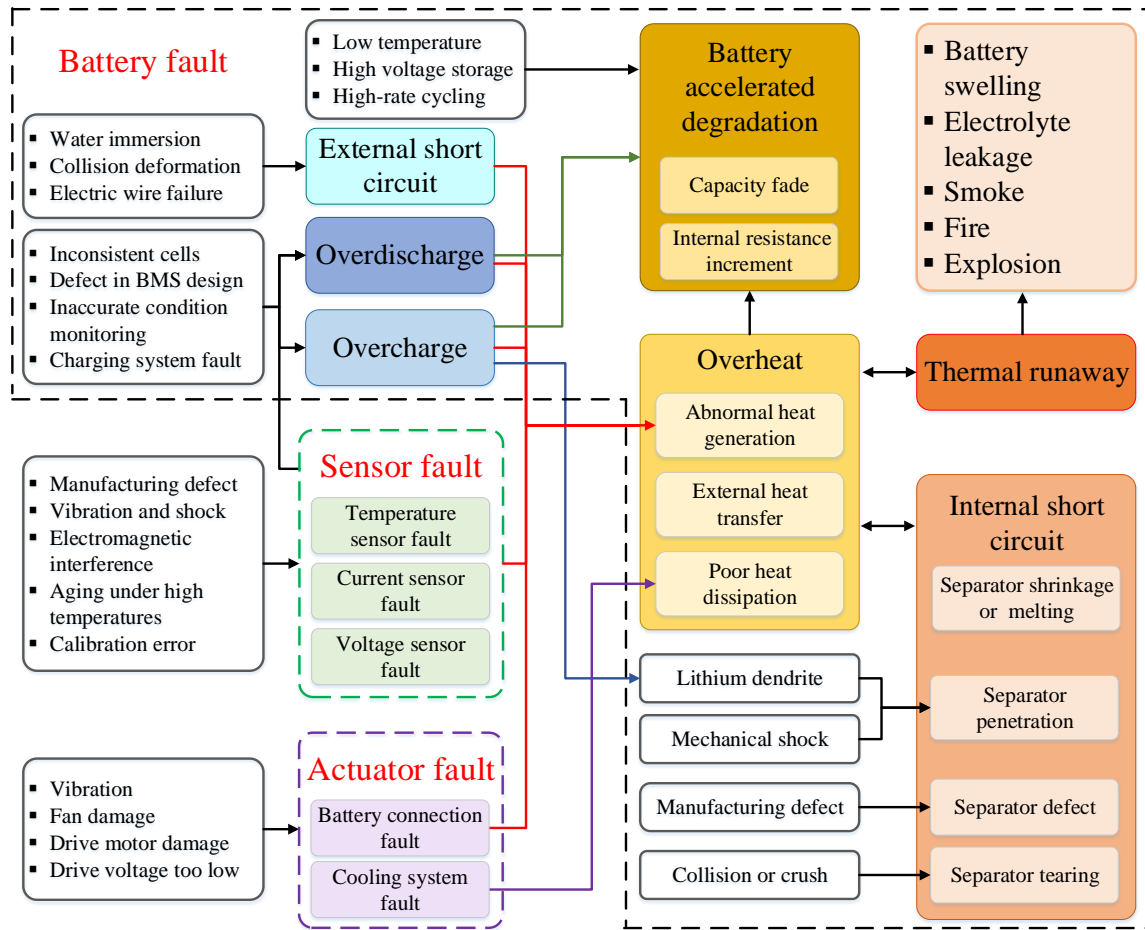 Battery fault
▪ Low temperature
▪ High voltage storage
▪ High-rate cycling
▪ Water immersion
▪ Collision deformation
▪ Electric wire failure
External short
circuit
▪ Inconsistent cells
▪ Defect in BMS design
▪ Inaccurate condition
monitoring
▪ Charging system fault
Overdischarge
Overcharge
Battery
accelerated
degradation
Capacity fade
Internal resistance
increment
▪ Battery
swelling
▪ Electrolyte
leakage
▪ Smoke
▪ Fire
▪ Explosion
Overheat
Abnormal heat
generation
External heat
transfer
Poor heat
dissipation
Thermal runaway
▪ Manufacturing defect
▪ Vibration and shock
▪ Electromagnetic
interference
▪ Aging under high
temperatures
▪ Calibration error
Sensor fault
Temperature
sensor fault
Current sensor
fault
Voltage sensor
fault
Internal short
circuit
Separator shrinkage
or melting
Separator
penetration
Separator defect
Separator tearing
Lithium dendrite
Mechanical shock
Manufacturing defect
Collision or crush
▪ Vibration
▪ Fan damage
▪ Drive motor damage
▪ Drive voltage too low
Actuator fault
Battery connection
fault
Cooling system
fault